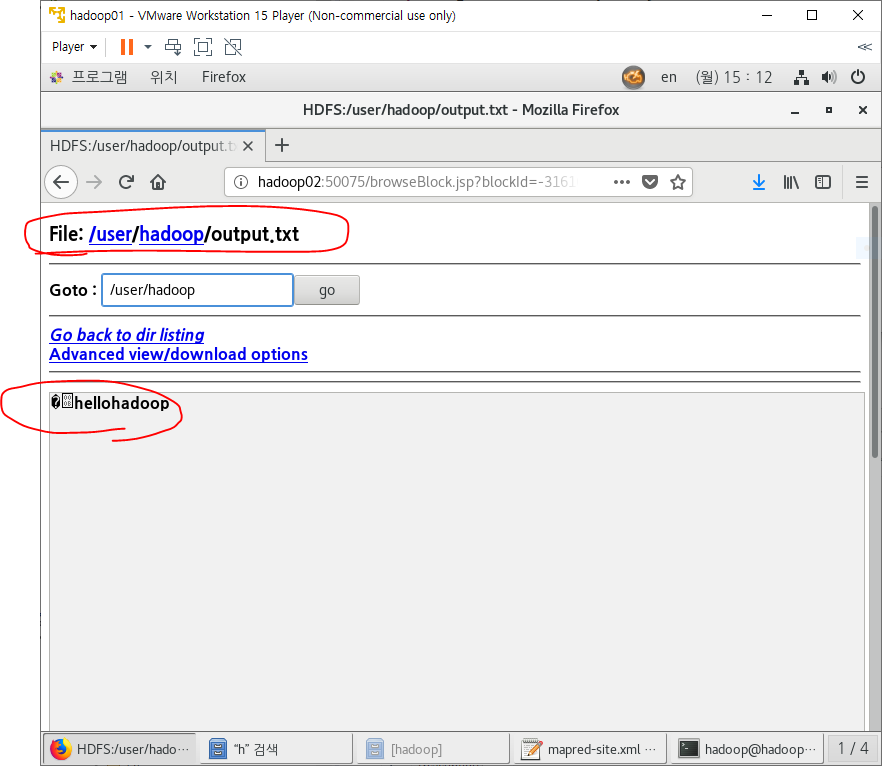 hadoop01 - VMware Workstation 15 Player (Non-commercial use only)
Player
프로그램 위치 Firefox en (월) 15 : 12
HDFS:/user/hadoop/output.txt - Mozilla Firefox
HDFS:/user/hadoop/output.t
hadoop02:50075/browseBlock.jsp?blockId=-3161
File: /user/hadoop/output.txt
Goto : /user/hadoop go
Go back to dir listing
Advanced view/download options
hellohadoop
HDFS:/user/hado… "h" 검색 [hadoop] mapred-site.xml … hadoop@hadoop… 1 / 4